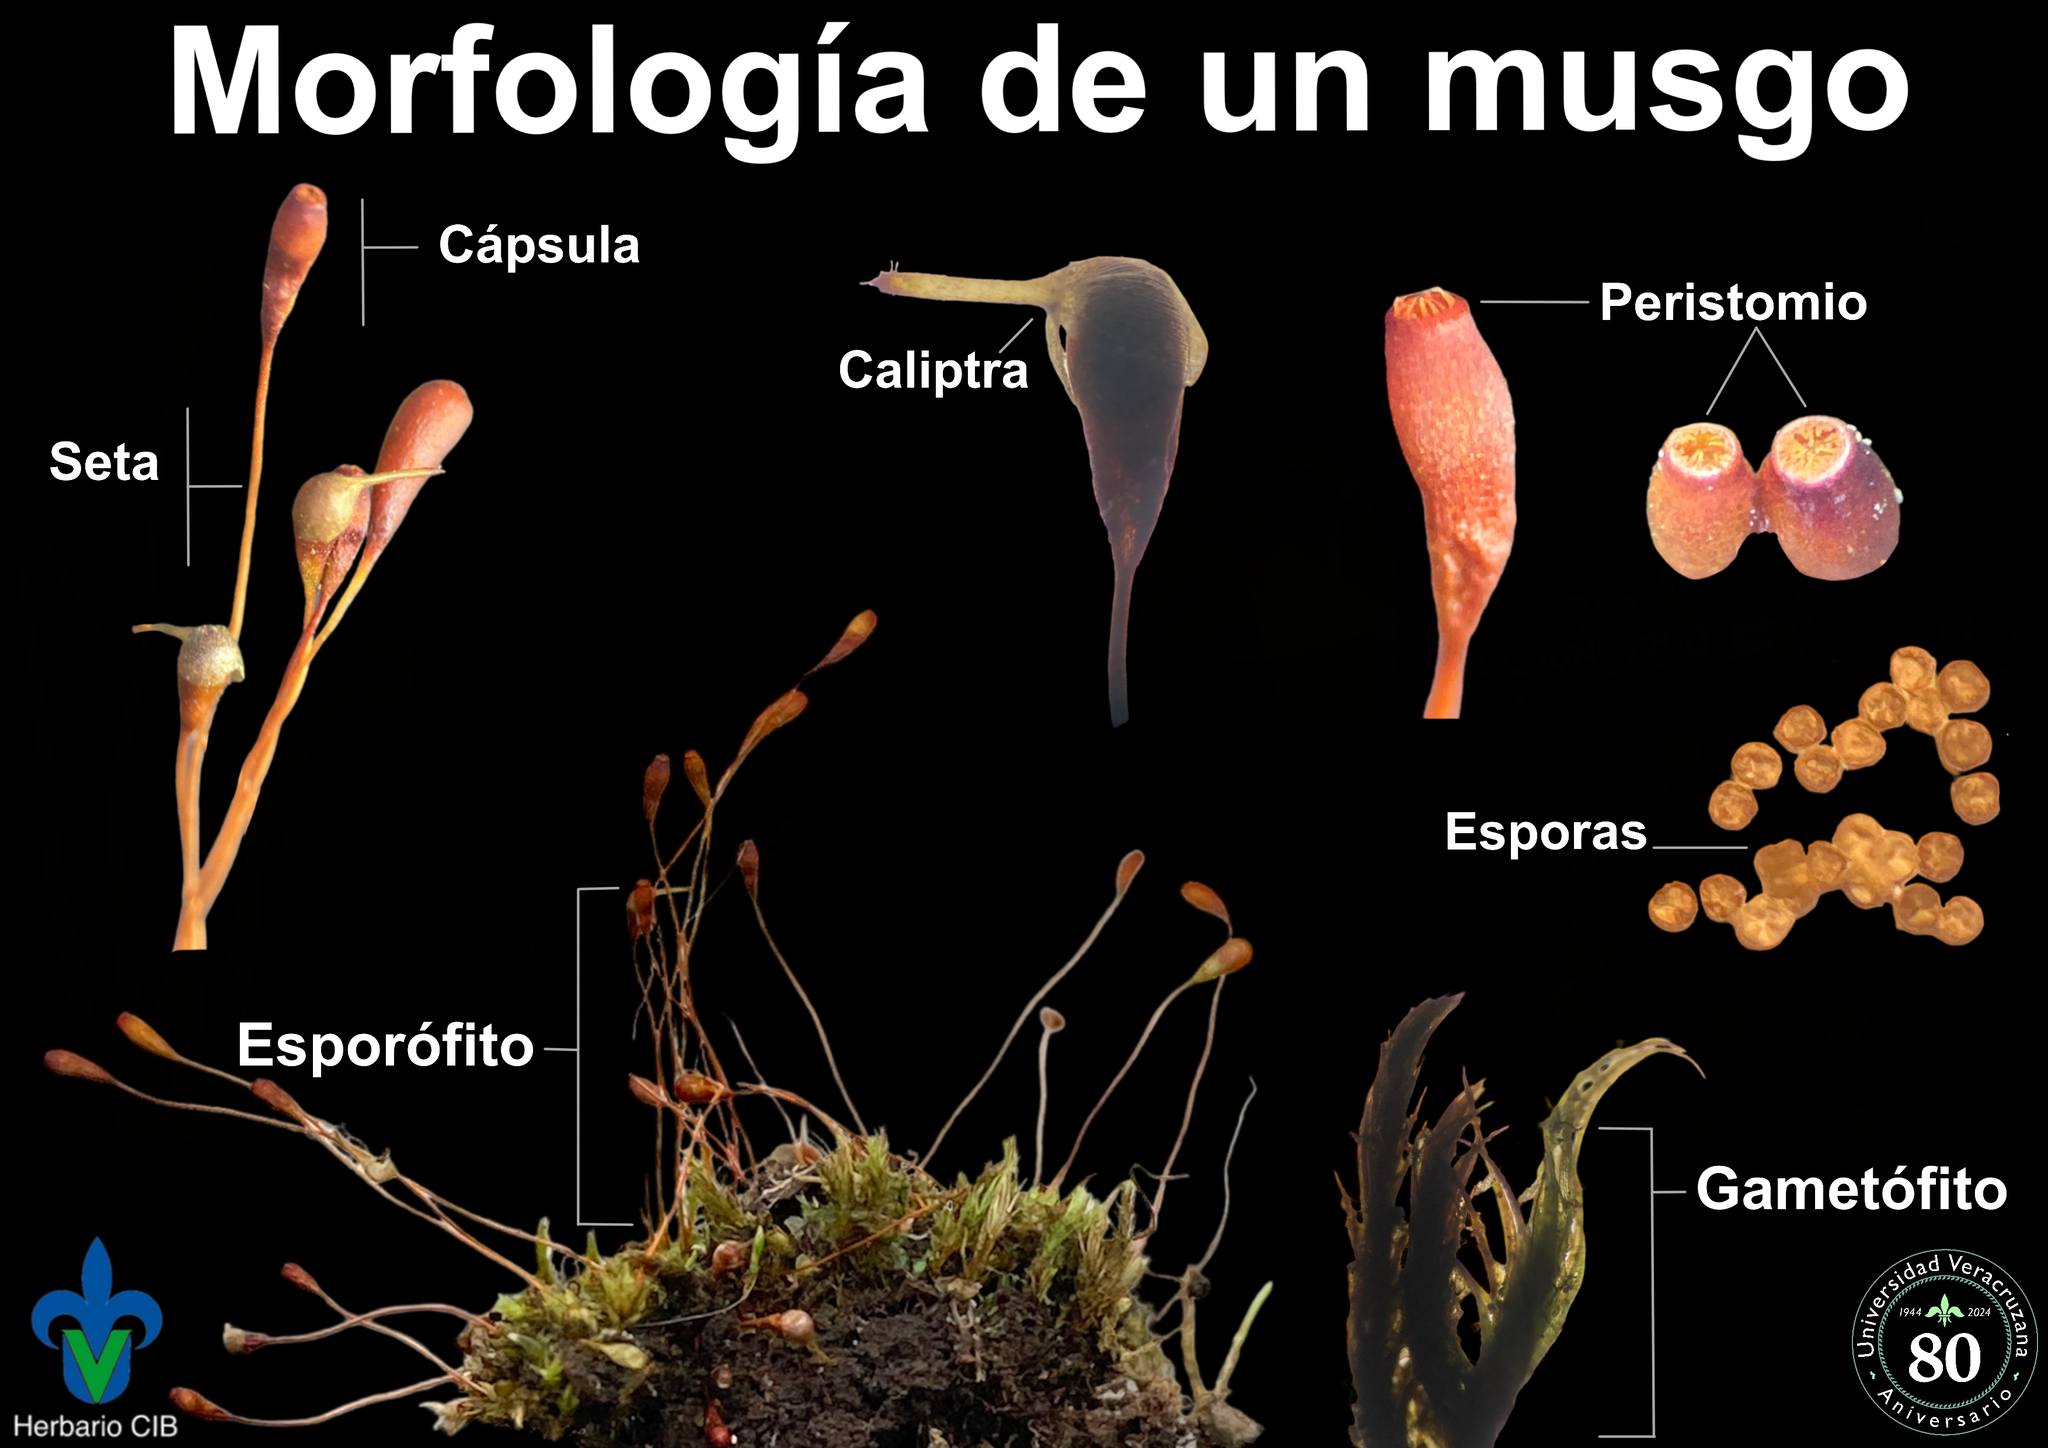 Morfología de un musgo
Cápsula
Seta
Caliptra
Peristomio
Esporas
Esporófito
Gametófito
Herbario CIB
Universidad Veracruzana
1944 2024
80
Aniversario